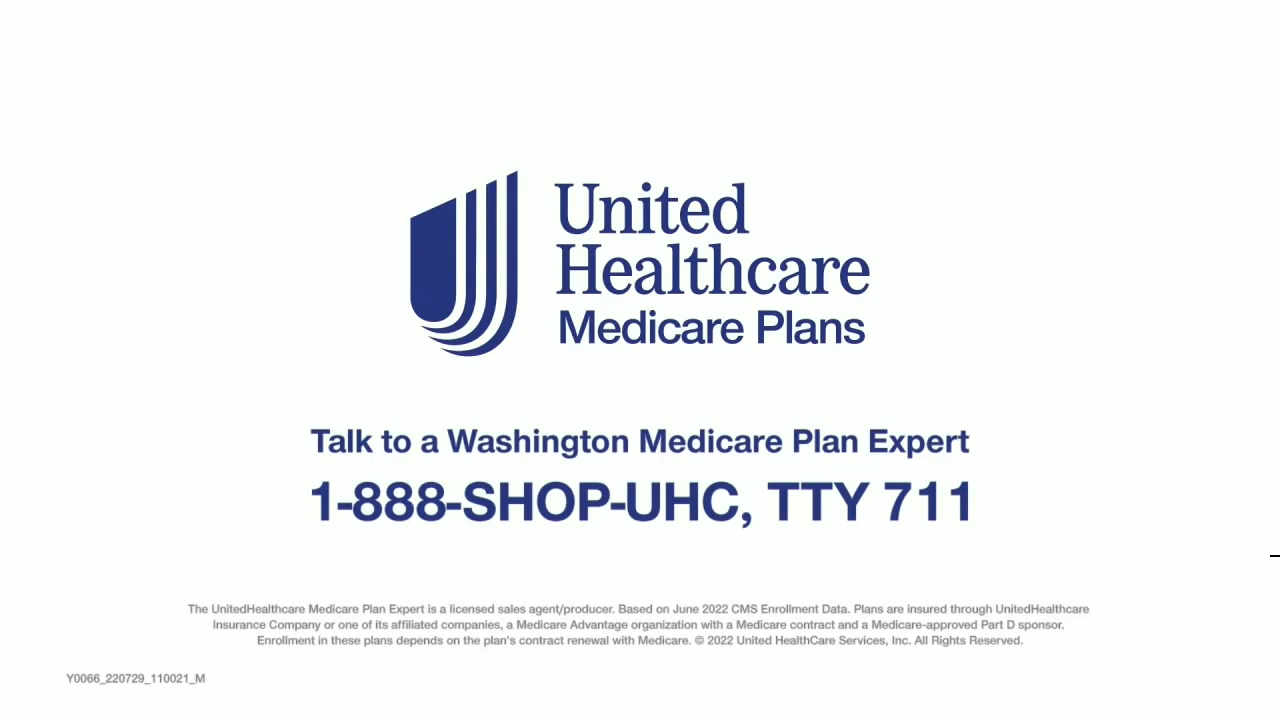 United
Healthcare
Medicare Plans
Talk to a Washington Medicare Plan Expert
1-888-SHOP-UHC, TTY 711
The UnitedHealthcare Medicare Plan Expert is a licensed sales agent/producer. Based on June 2022 CMS Enrollment Data. Plans are insured through UnitedHealthcare
Insurance Company or one of its affiliated companies, a Medicare Advantage organization with a Medicare contract and a Medicare-approved Part D sponsor.
Enrollment in these plans depends on the plan's contract renewal with Medicare. © 2022 United HealthCare Services, Inc. All Rights Reserved.
Y0066_220729_110021_M